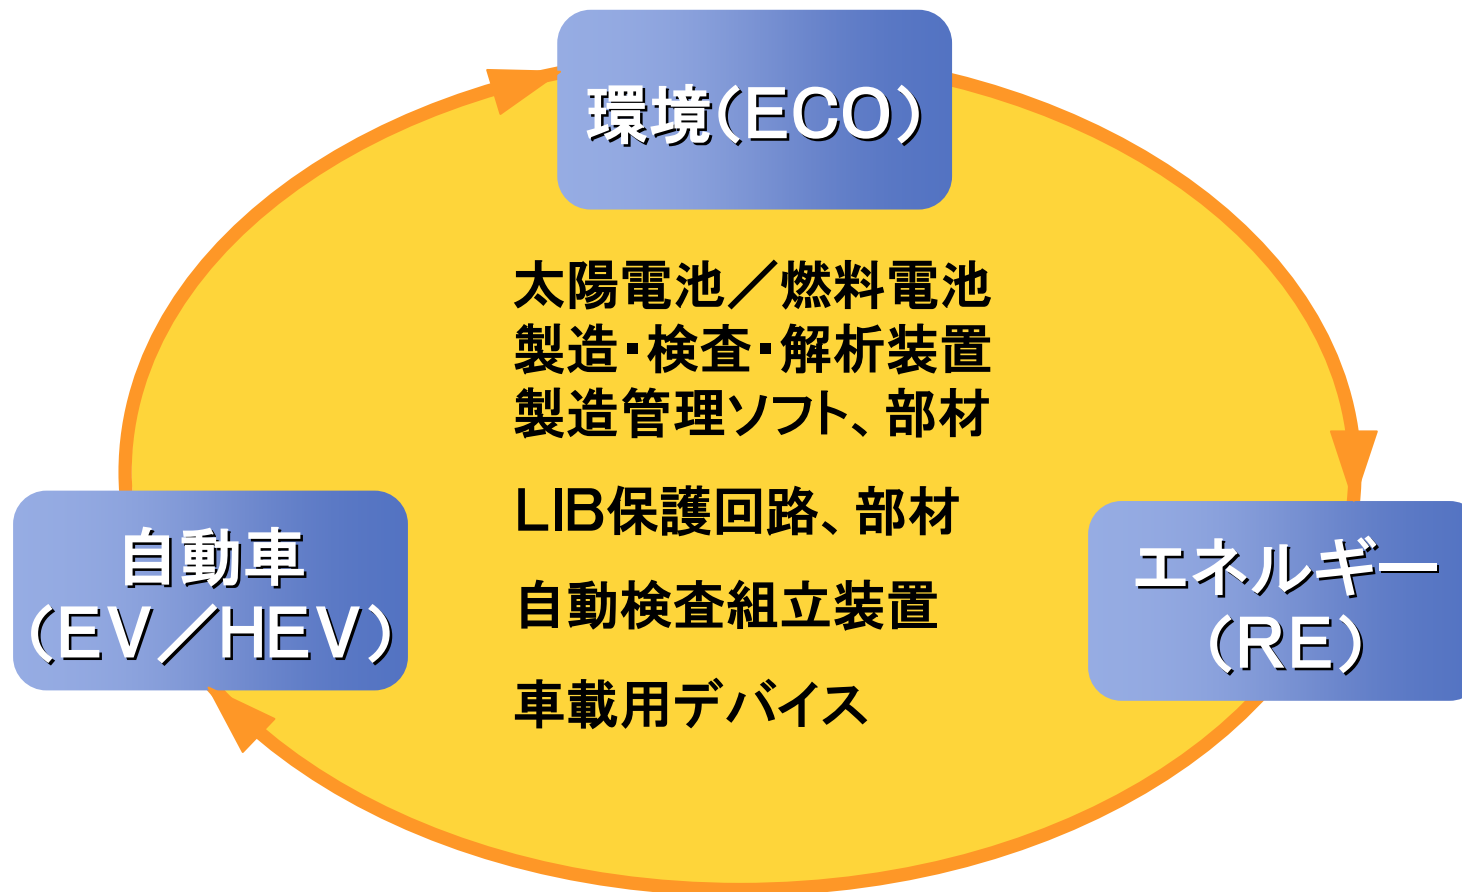 環境（ECO）
太陽電池／燃料電池
製造・検査・解析装置
製造管理ソフト、部材
LIB保護回路、部材
自動検査組立装置
車載用デバイス
自動車
（EV／HEV）
エネルギー
（RE）